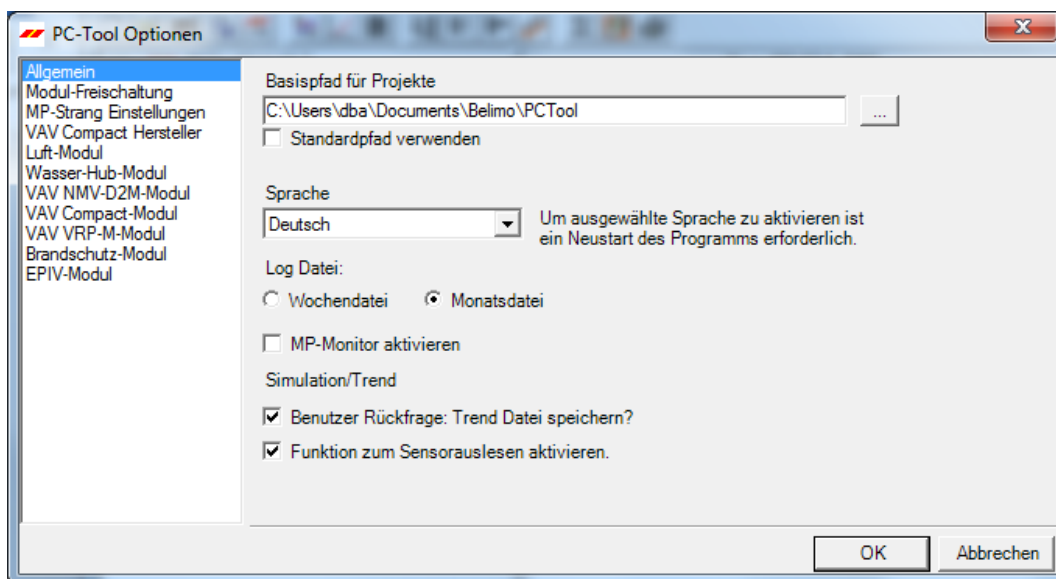 PC-Tool Optionen
Allgemein
Modul-Freischaltung
MP-Strang Einstellungen
VAV Compact Hersteller
Luft-Modul
Wasser-Hub-Modul
VAV NMV-D2M-Modul
VAV Compact-Modul
VAV VRP-M-Modul
Brandschutz-Modul
EPIV-Modul
Basispfad für Projekte
C:\Users\dba\Documents\Belimo\PCTool
...
Standardpfad verwenden
Sprache
Deutsch
Um ausgewählte Sprache zu aktivieren ist
ein Neustart des Programms erforderlich.
Log Datei:
Wochendatei Monatsdatei
MP-Monitor aktivieren
Simulation/Trend
Benutzer Rückfrage: Trend Datei speichern?
Funktion zum Sensorauslesen aktivieren.
OK Abbrechen